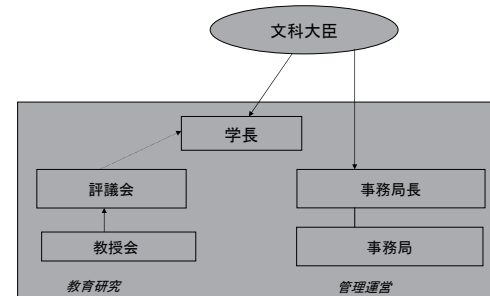 文科大臣
学長
評議会
事務局長
教授会
事務局
教育研究
管理運営